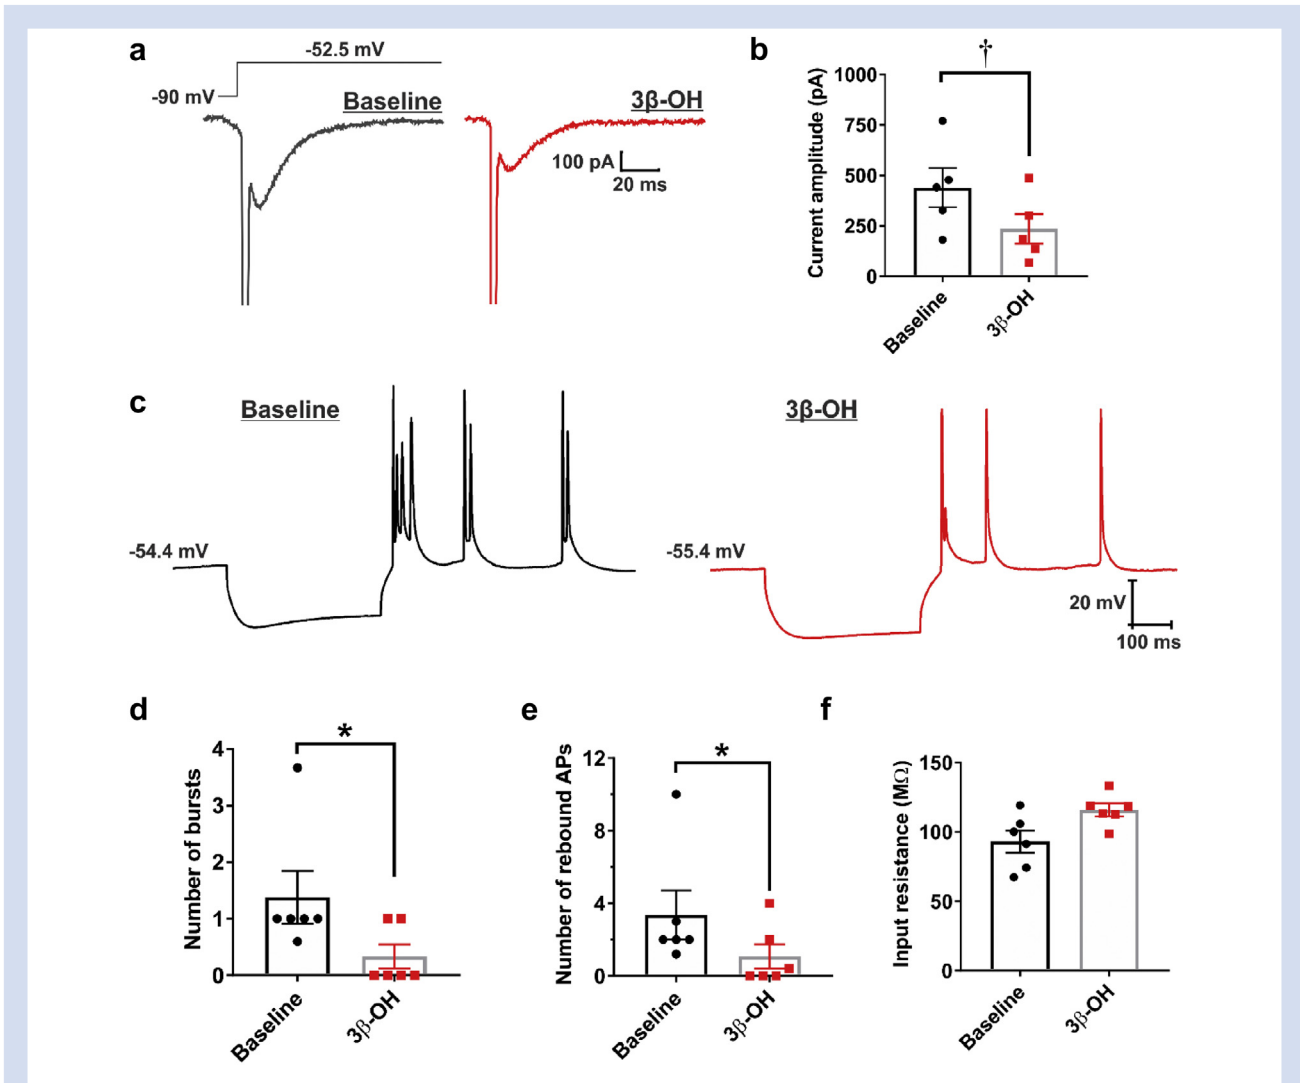 a
-52.5 mV
-90 mV
Baseline
3β-OH
100 pA
20 ms
b
†
Current amplitude (pA)
1000
750
500
250
0
Baseline
3β-OH
c
Baseline
3β-OH
-54.4 mV
-55.4 mV
20 mV
100 ms
d
*
Number of bursts
4
3
2
1
0
Baseline
3β-OH
e
*
Number of rebound APs
12
8
4
0
Baseline
3β-OH
f
Input resistance (MΩ)
150
100
50
0
Baseline
3β-OH